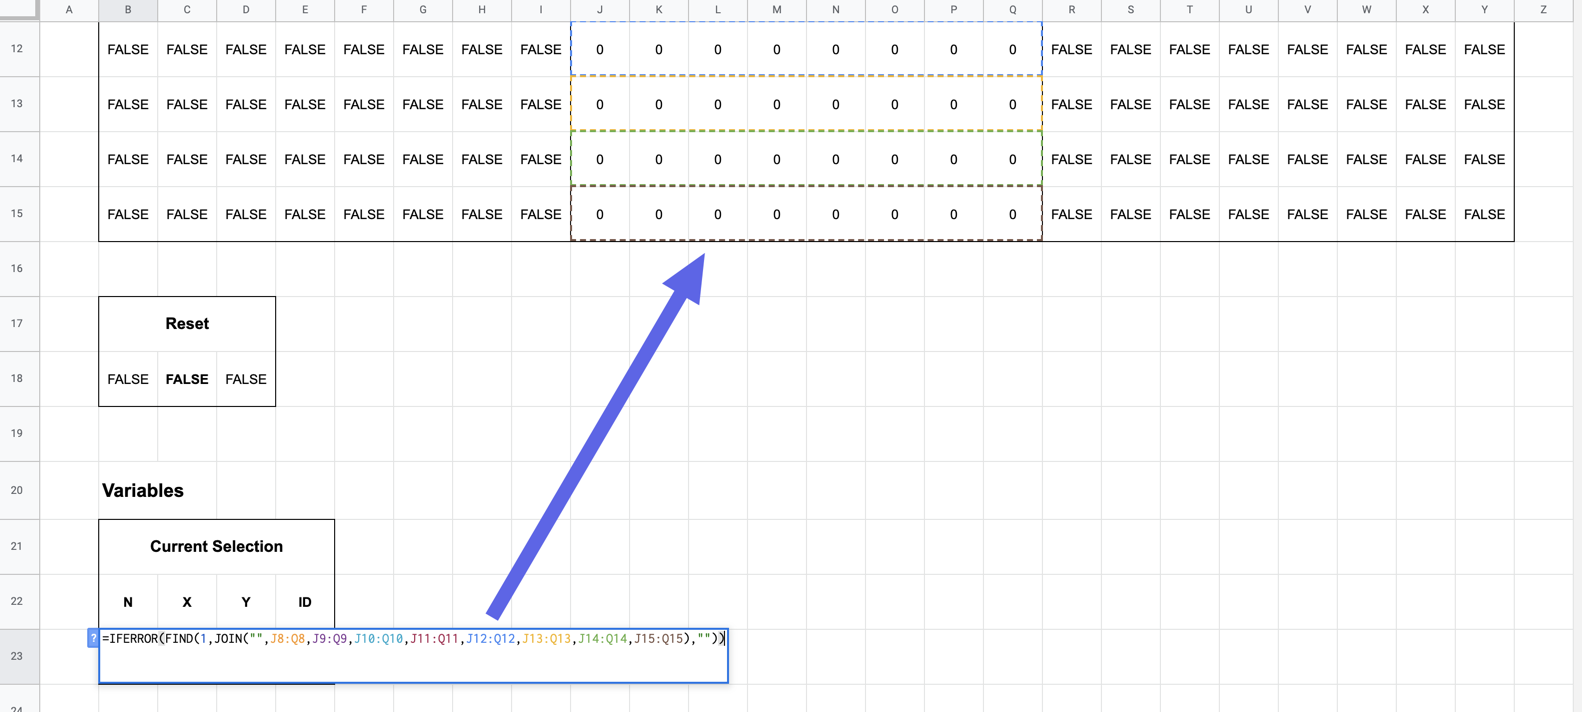 A B C D E F G H I J K L M N O P Q R S T U V W X Y Z
12 FALSE FALSE FALSE FALSE FALSE FALSE FALSE FALSE 0 0 0 0 0 0 0 0 FALSE FALSE FALSE FALSE FALSE FALSE FALSE FALSE
13 FALSE FALSE FALSE FALSE FALSE FALSE FALSE FALSE 0 0 0 0 0 0 0 0 FALSE FALSE FALSE FALSE FALSE FALSE FALSE FALSE
14 FALSE FALSE FALSE FALSE FALSE FALSE FALSE FALSE 0 0 0 0 0 0 0 0 FALSE FALSE FALSE FALSE FALSE FALSE FALSE FALSE
15 FALSE FALSE FALSE FALSE FALSE FALSE FALSE FALSE 0 0 0 0 0 0 0 0 FALSE FALSE FALSE FALSE FALSE FALSE FALSE FALSE
16
17 Reset
18 FALSE FALSE FALSE
19
20 Variables
21 Current Selection
22 N X Y ID
23 ? =IFERROR(FIND(1,JOIN("",J8:Q8,J9:Q9,J10:Q10,J11:Q11,J12:Q12,J13:Q13,J14:Q14,J15:Q15),""))
24